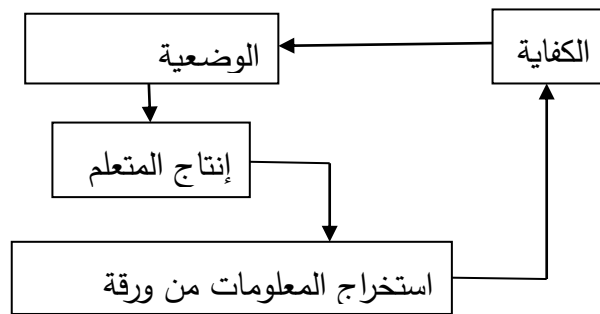 الكفاية
الوضعية
إنتاج المتعلم
استخراج المعلومات من ورقة